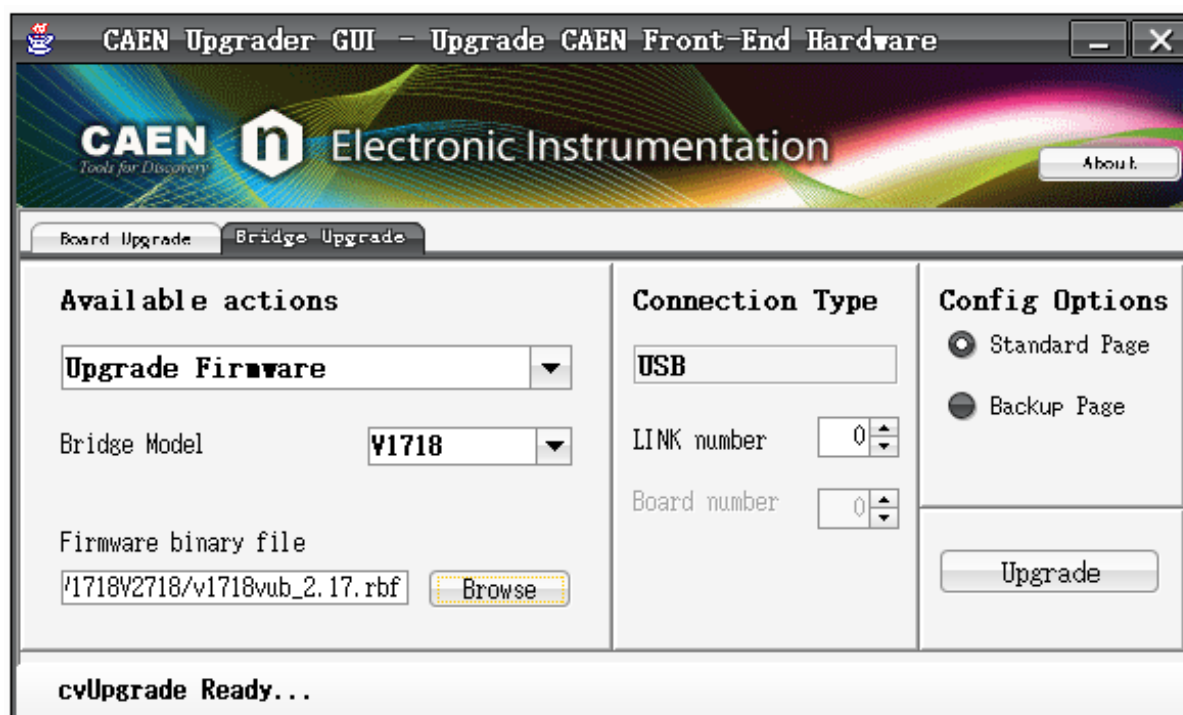 CAEN Upgrader GUI - Upgrade CAEN Front-End Hardware
CAEN n Electronic Instrumentation
Tools for Discovery
About
Board Upgrade Bridge Upgrade
Available actions
Upgrade Firmware
Bridge Model V1718
Firmware binary file
/1718V2718/v1718vub_2.17.rbf Browse
Connection Type
USB
LINK number 0
Board number 0
Config Options
Standard Page
Backup Page
Upgrade
cvUpgrade Ready...